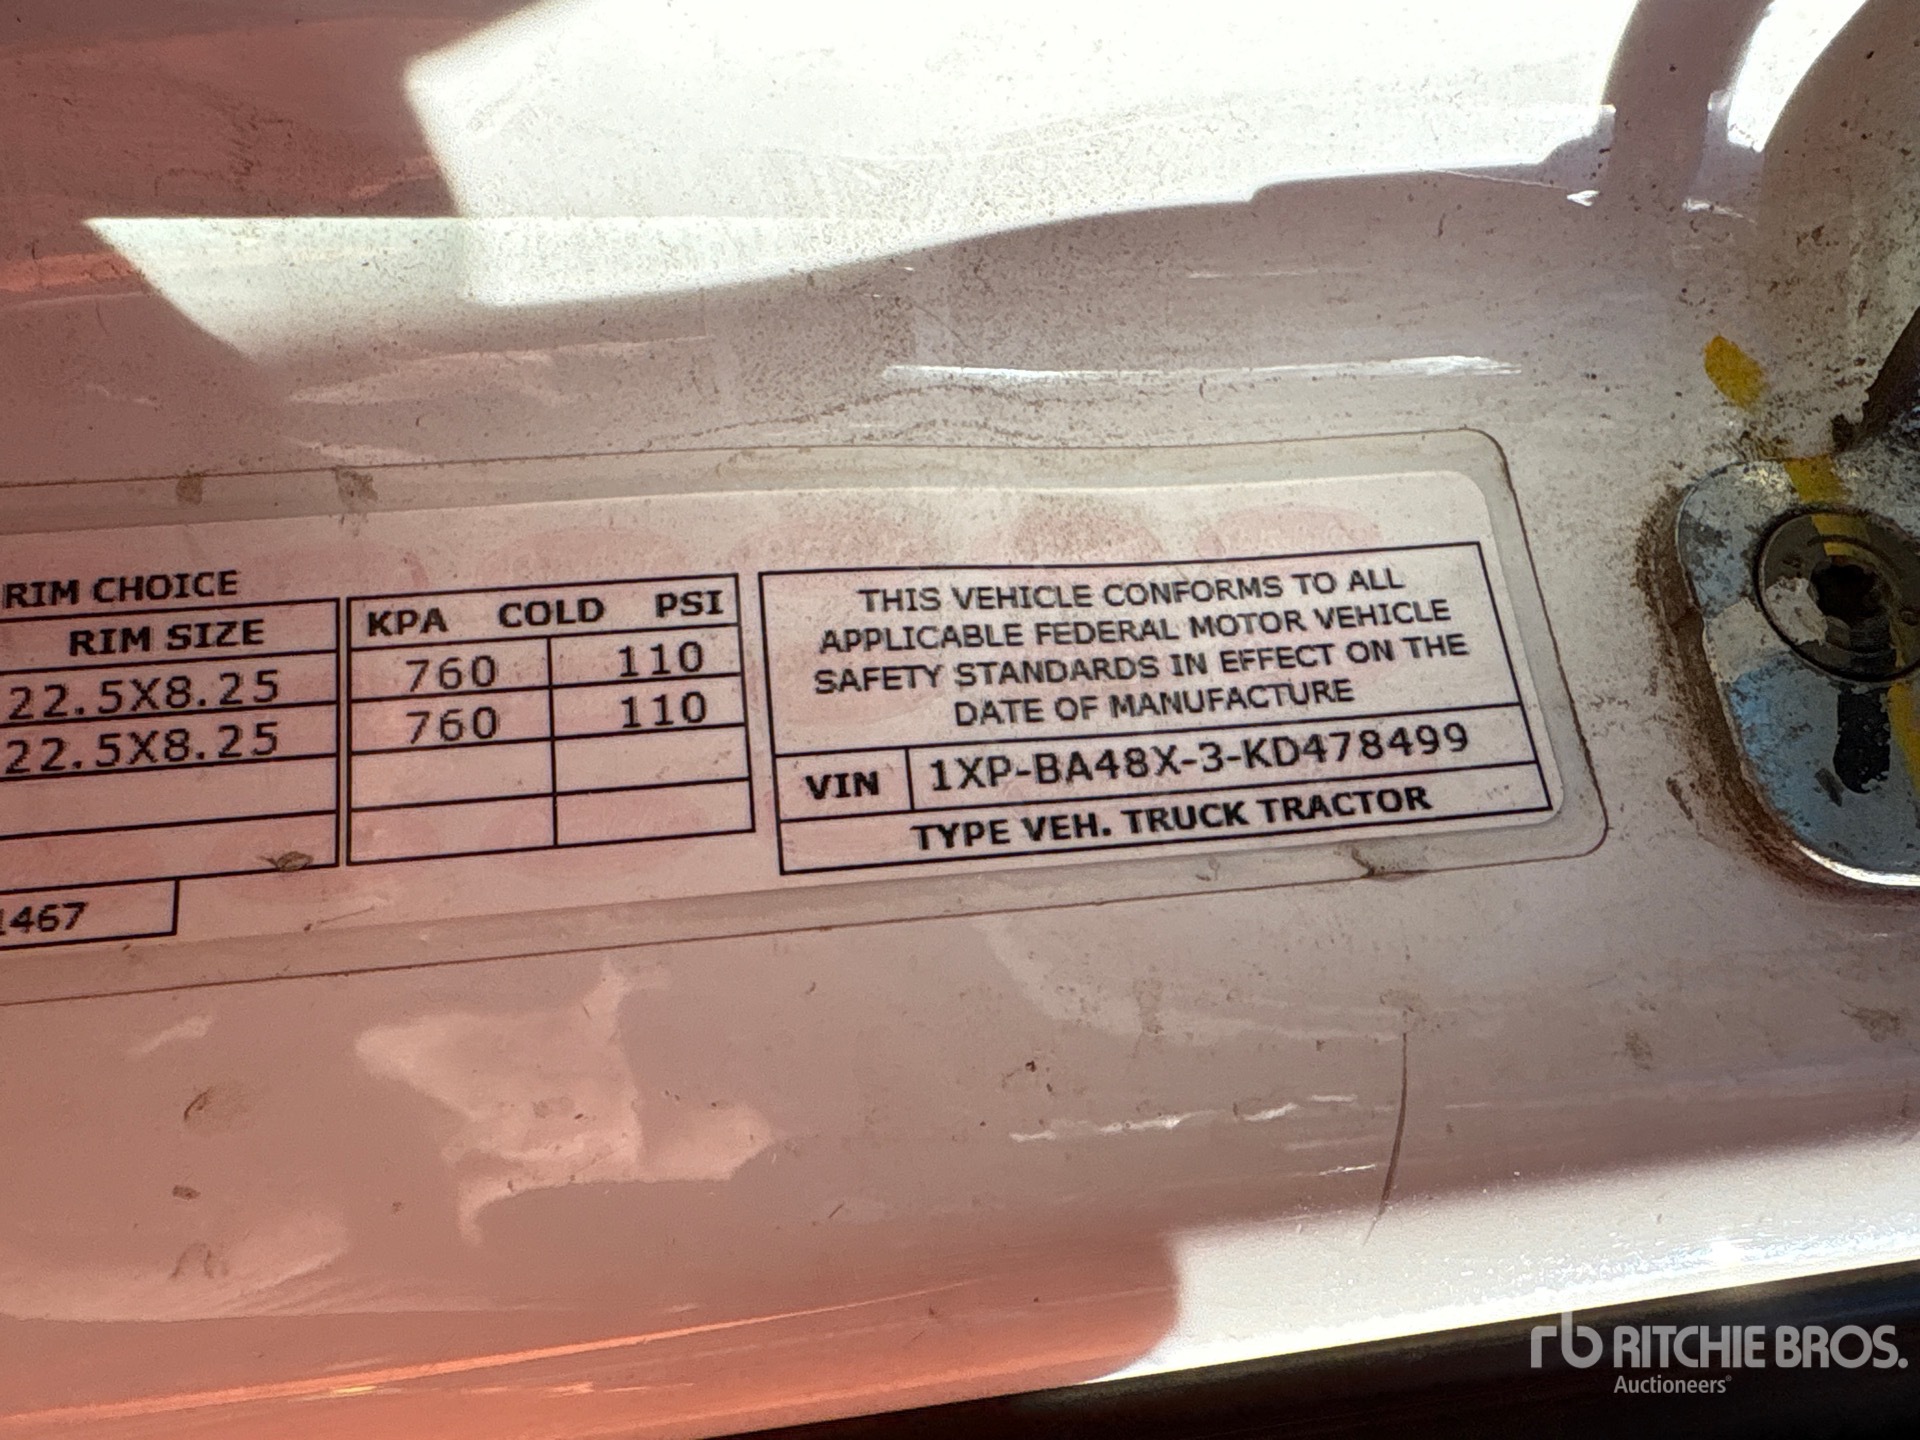 RIM CHOICE
RIM SIZE
22.5X8.25
22.5X8.25
KPA COLD PSI
760 110
760 110
THIS VEHICLE CONFORMS TO ALL
APPLICABLE FEDERAL MOTOR VEHICLE
SAFETY STANDARDS IN EFFECT ON THE
DATE OF MANUFACTURE
VIN 1XP-BA48X-3-KD478499
TYPE VEH. TRUCK TRACTOR
1467
rb RITCHIE BROS.
Auctioneers